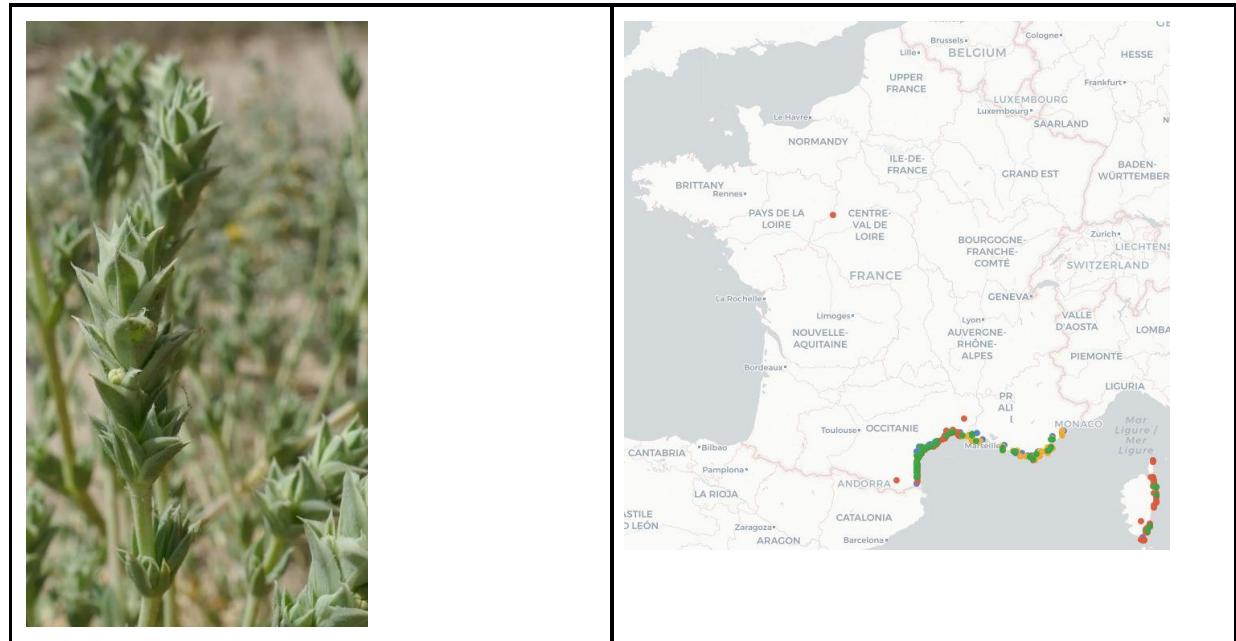 Brussels
BELGIUM
Cologne
GE
Lille
HESSE
UPPER
FRANCE
Frankfurt
LUXEMBOURG
Luxembourg
SAARLAND
Le Havre
N
NORMANDY
ILE-DE-
FRANCE
GRAND EST
BADEN-
WÜRTTEMBER
BRITTANY
Rennes
PAYS DE LA
LOIRE
CENTRE-
VAL DE
LOIRE
Zurich
LIECHTENS
BOURGOGNE-
FRANCHE-
COMTÉ
SWITZERLAND
FRANCE
La Rochelle
GENEVA
Limoges
Lyon
VALLE
D'AOSTA
LOMBA
NOUVELLE-
AQUITAINE
AUVERGNE-
RHÔNE-
ALPES
PIEMONTE
Bordeaux
LIGURIA
PR
ALI
Toulouse
OCCITANIE
MONACO
Mar
Ligure /
Mer
Ligure
Marseille
CANTABRIA
Bilbao
Pamplona
ANDORRA
LA RIOJA
ASTILE
O LEÓN
Zaragoza
CATALONIA
ARAGON
Barcelona